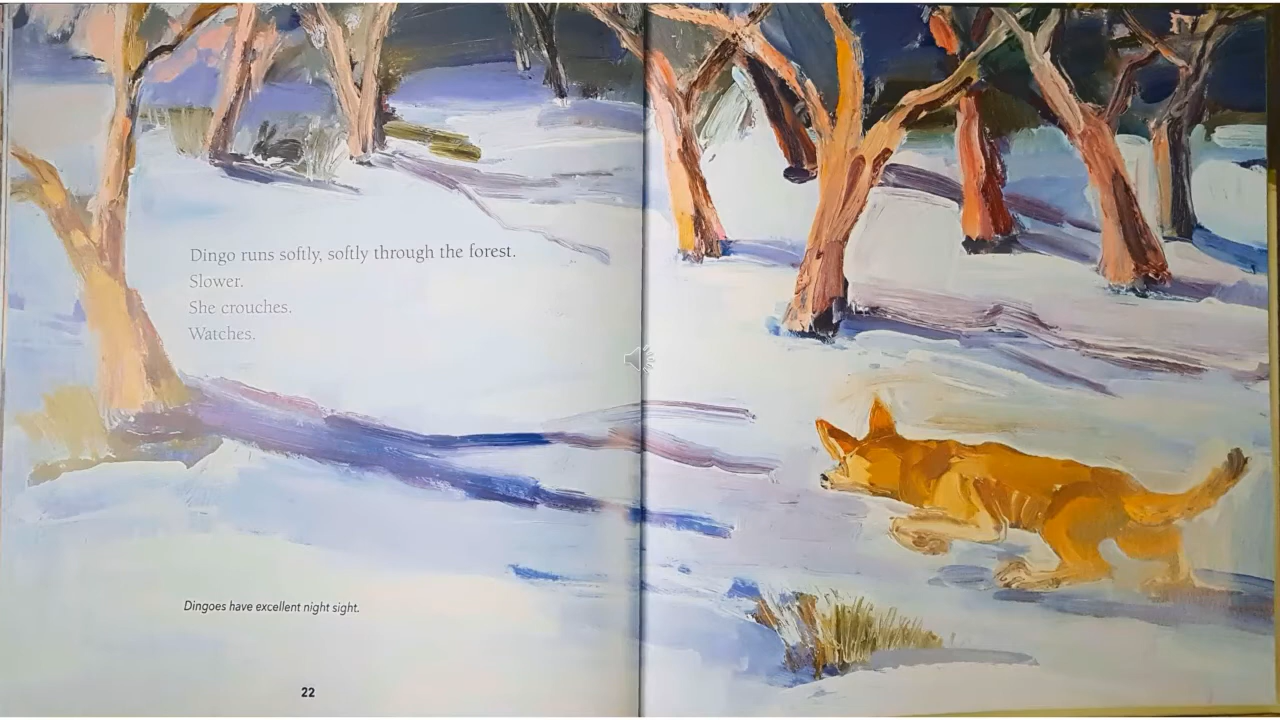 Dingo runs softly, softly through the forest.
Slower.
She crouches.
Watches.
Dingoes have excellent night sight.
22